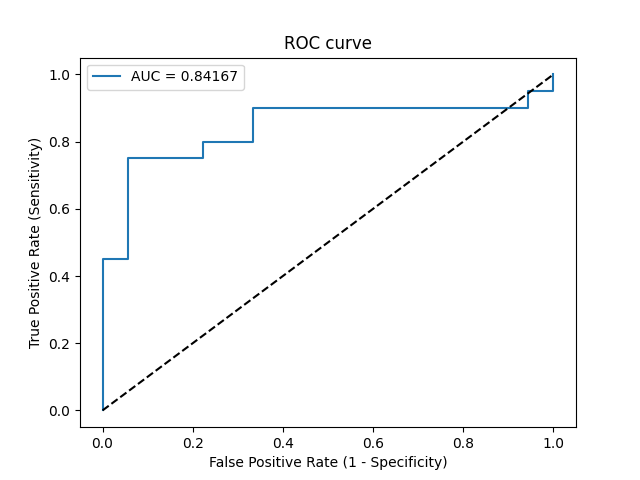 ROC curve
AUC = 0.84167
1.0
0.8
0.6
0.4
0.2
0.0
True Positive Rate (Sensitivity)
0.0 0.2 0.4 0.6 0.8 1.0
False Positive Rate (1 - Specificity)